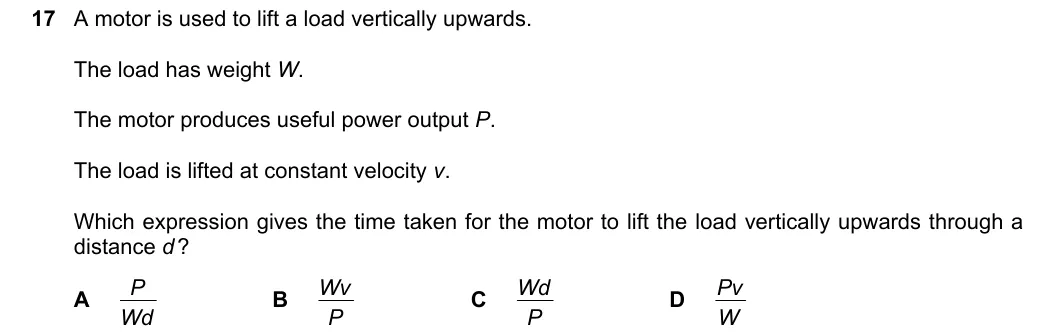 17 A motor is used to lift a load vertically upwards.
The load has weight W.
The motor produces useful power output P.
The load is lifted at constant velocity v.
Which expression gives the time taken for the motor to lift the load vertically upwards through a
distance d?
A P/Wd B Wv/P C Wd/P D Pv/W